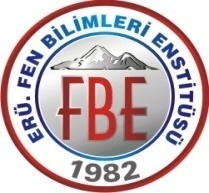 ERÜ. FEN BİLİMLERİ ENSTİTÜSÜ
FBE
1982